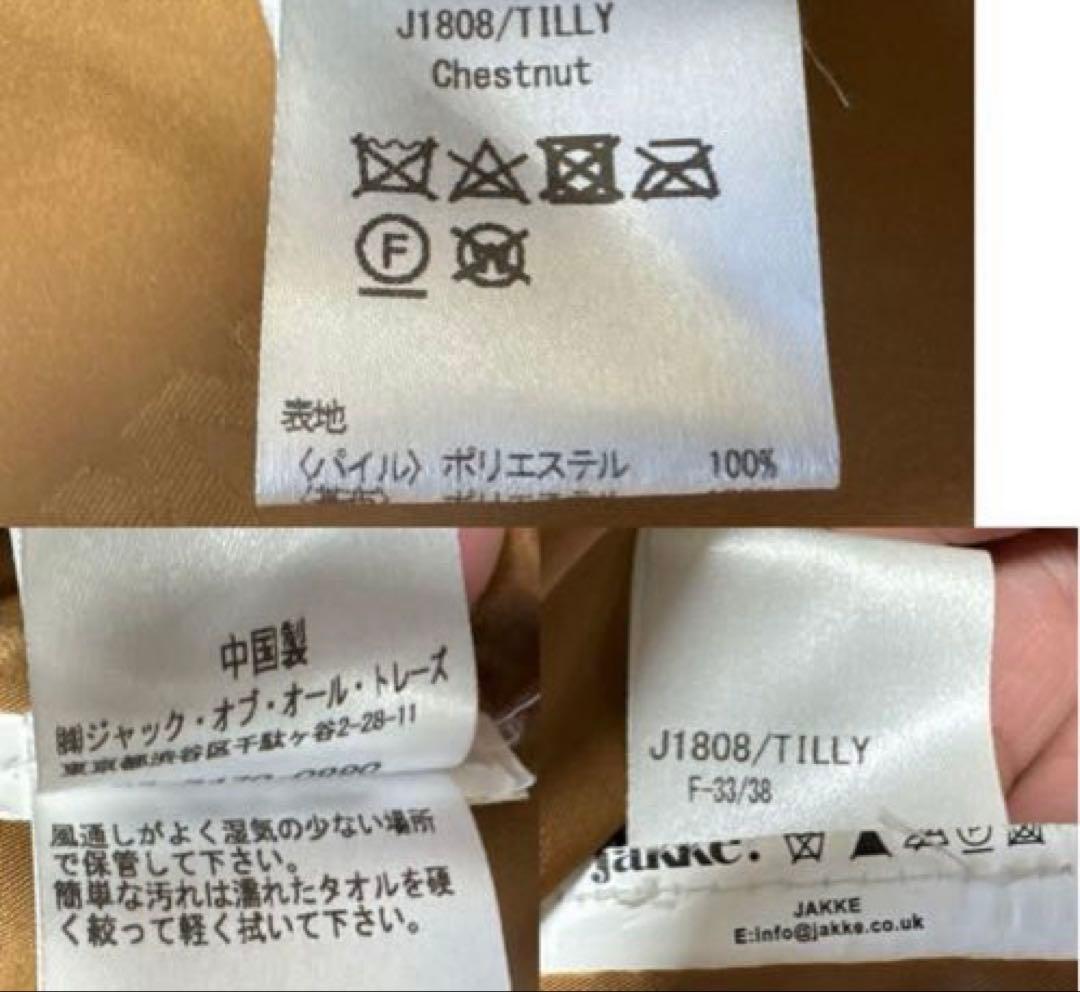 J1808/TILLY
Chestnut
F
W
表地
〈パイル〉 ポリエステル 100%
中国製
㈱ジャック・オブ・オール・トレーズ
東京都渋谷区千駄ヶ谷2-28-11
風通しがよく湿気の少ない場所
で保管して下さい。
簡単な汚れは濡れたタオルを硬
く絞って軽く拭いて下さい。
J1808/TILLY
F-33/38
jakke.
JAKKE
E:info@jakke.co.uk